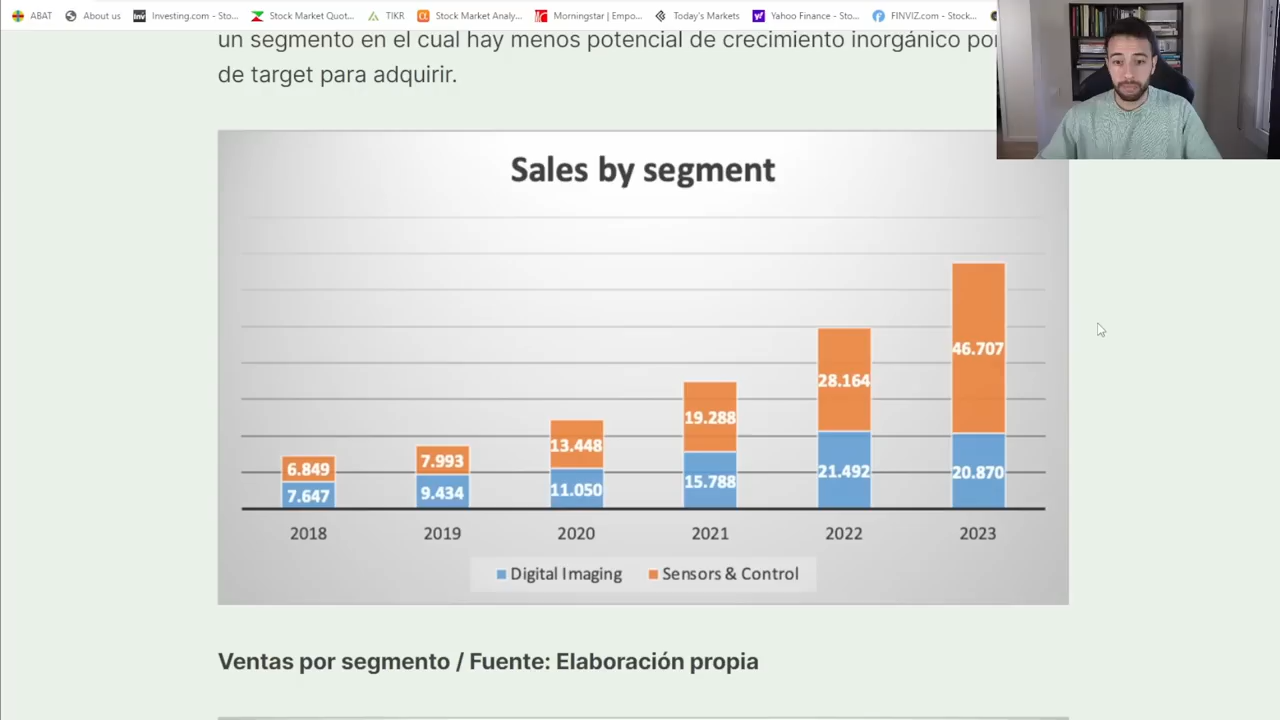 ABAT About us Investing.com - Sto... Stock Market Quot... TIKR Stock Market Analy... Morningstar | Empo... Today's Markets Yahoo Finance - Sto... FINVIZ.com - Stock...
un segmento en el cual hay menos potencial de crecimiento inorgánico por
de target para adquirir.
Sales by segment
46.707
28.164
19.288
13.448
7.993
6.849
7.647 9.434 11.050 15.788 21.492 20.870
2018 2019 2020 2021 2022 2023
Digital Imaging Sensors & Control
Ventas por segmento / Fuente: Elaboración propia